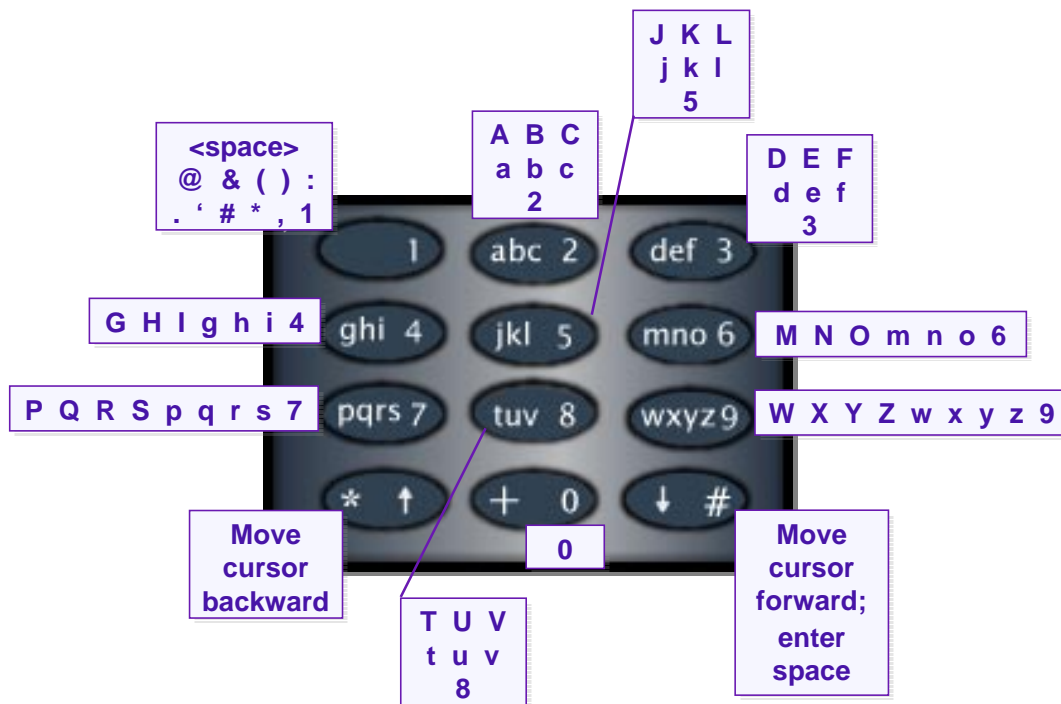 J K L
j k l
5
A B C
a b c
2
<space>
@ & ( ) :
. ‘ # * , 1
D E F
d e f
3
1
abc 2
def 3
G H I g h i 4
ghi 4
jkl 5
mno 6
M N O m n o 6
P Q R S p q r s 7
pqrs 7
tuv 8
wxyz 9
W X Y Z w x y z 9
* ↑
+ 0
↓ #
Move
cursor
backward
0
Move
cursor
forward;
enter
space
T U V
t u v
8